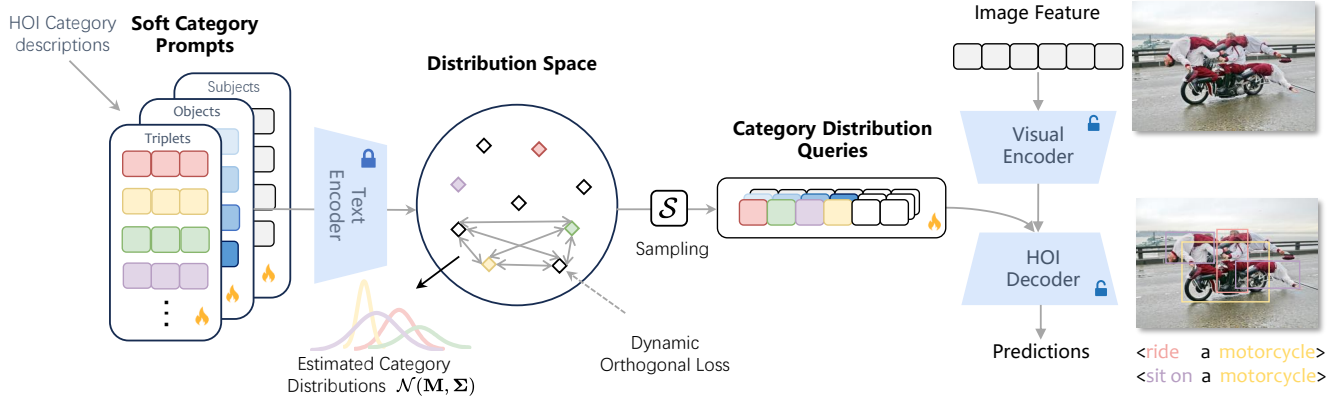 HOI Category
descriptions
Soft Category
Prompts
Subjects
Objects
Triplets
Text
Encoder
Distribution Space
Estimated Category
Distributions 𝒩(M, Σ)
Dynamic
Orthogonal Loss
S
Sampling
Category Distribution
Queries
Image Feature
Visual
Encoder
HOI
Decoder
Predictions
<ride a motorcycle>
<sit on a motorcycle>